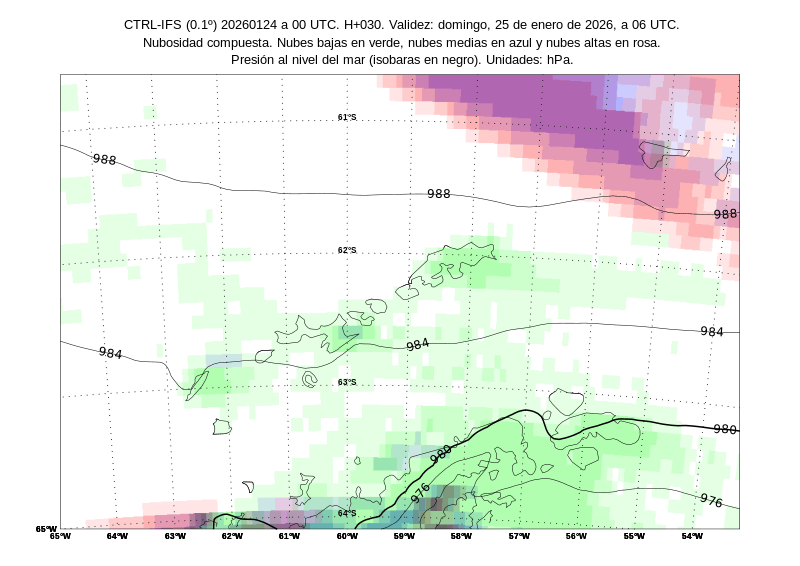 CTRL-IFS (0.1º) 20260124 a 00 UTC. H+030. Validez: domingo, 25 de enero de 2026, a 06 UTC.
Nubosidad compuesta. Nubes bajas en verde, nubes medias en azul y nubes altas en rosa.
Presión al nivel del mar (isobaras en negro). Unidades: hPa.
61°S
988
988
988
62°S
984
984
984
63°S
980
980
976
976
64°S
65°W
65°W 64°W 63°W 62°W 61°W 60°W 59°W 58°W 57°W 56°W 55°W 54°W